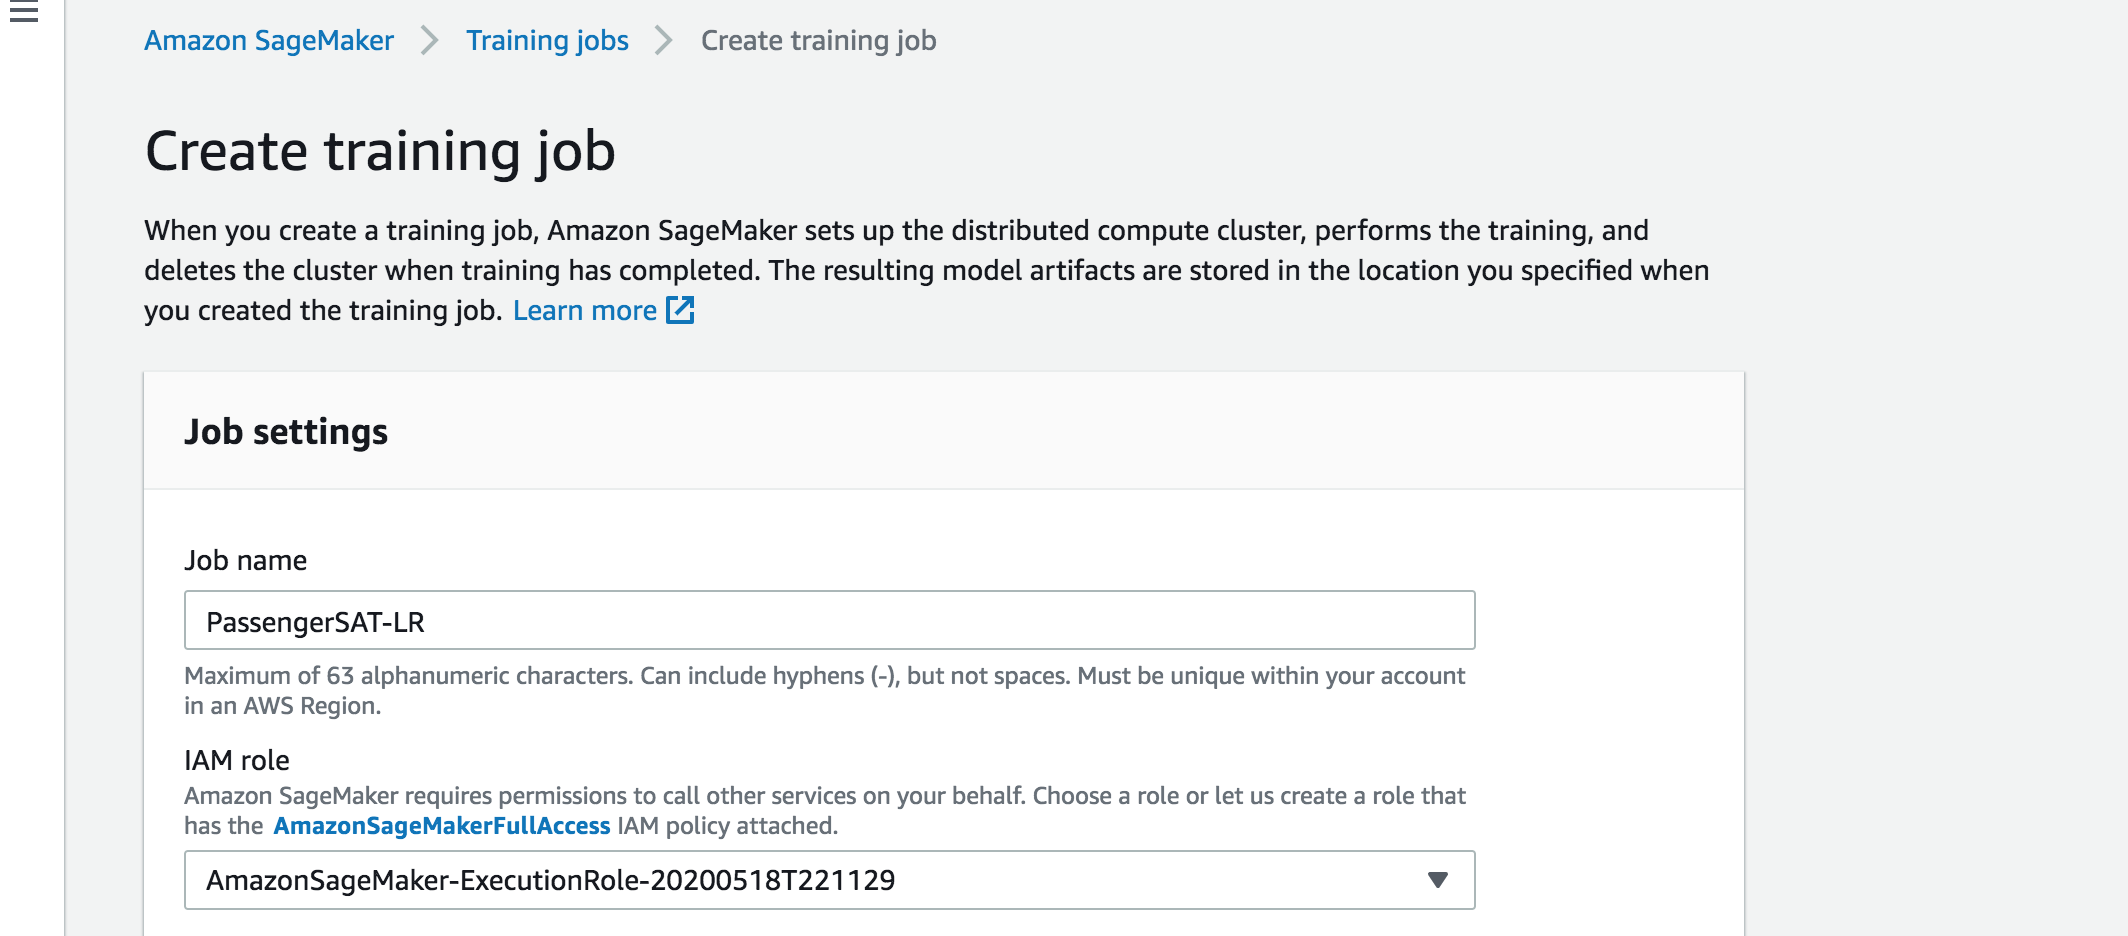 Amazon SageMaker > Training jobs > Create training job
Create training job
When you create a training job, Amazon SageMaker sets up the distributed compute cluster, performs the training, and
deletes the cluster when training has completed. The resulting model artifacts are stored in the location you specified when
you created the training job. Learn more
Job settings
Job name
PassengerSAT-LR
Maximum of 63 alphanumeric characters. Can include hyphens (-), but not spaces. Must be unique within your account
in an AWS Region.
IAM role
Amazon SageMaker requires permissions to call other services on your behalf. Choose a role or let us create a role that
has the AmazonSageMakerFullAccess IAM policy attached.
AmazonSageMaker-ExecutionRole-20200518T221129